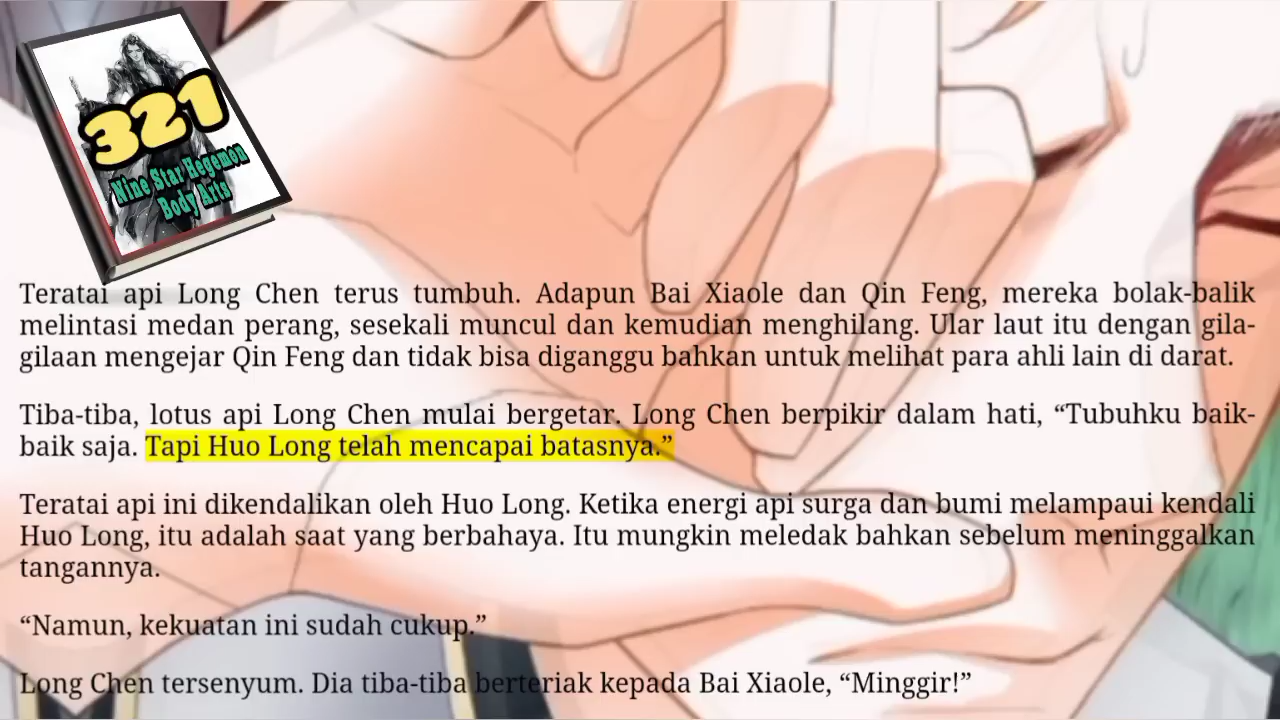 321
Nine Star Hegemon
Body Arts
Teratai api Long Chen terus tumbuh. Adapun Bai Xiaole dan Qin Feng, mereka bolak-balik
melintasi medan perang, sesekali muncul dan kemudian menghilang. Ular laut itu dengan gila-
gilaan mengejar Qin Feng dan tidak bisa diganggu bahkan untuk melihat para ahli lain di darat.
Tiba-tiba, lotus api Long Chen mulai bergetar. Long Chen berpikir dalam hati, “Tubuhku baik-
baik saja. Tapi Huo Long telah mencapai batasnya.”
Teratai api ini dikendalikan oleh Huo Long. Ketika energi api surga dan bumi melampaui kendali
Huo Long, itu adalah saat yang berbahaya. Itu mungkin meledak bahkan sebelum meninggalkan
tangannya.
“Namun, kekuatan ini sudah cukup.”
Long Chen tersenyum. Dia tiba-tiba berteriak kepada Bai Xiaole, “Minggir!”